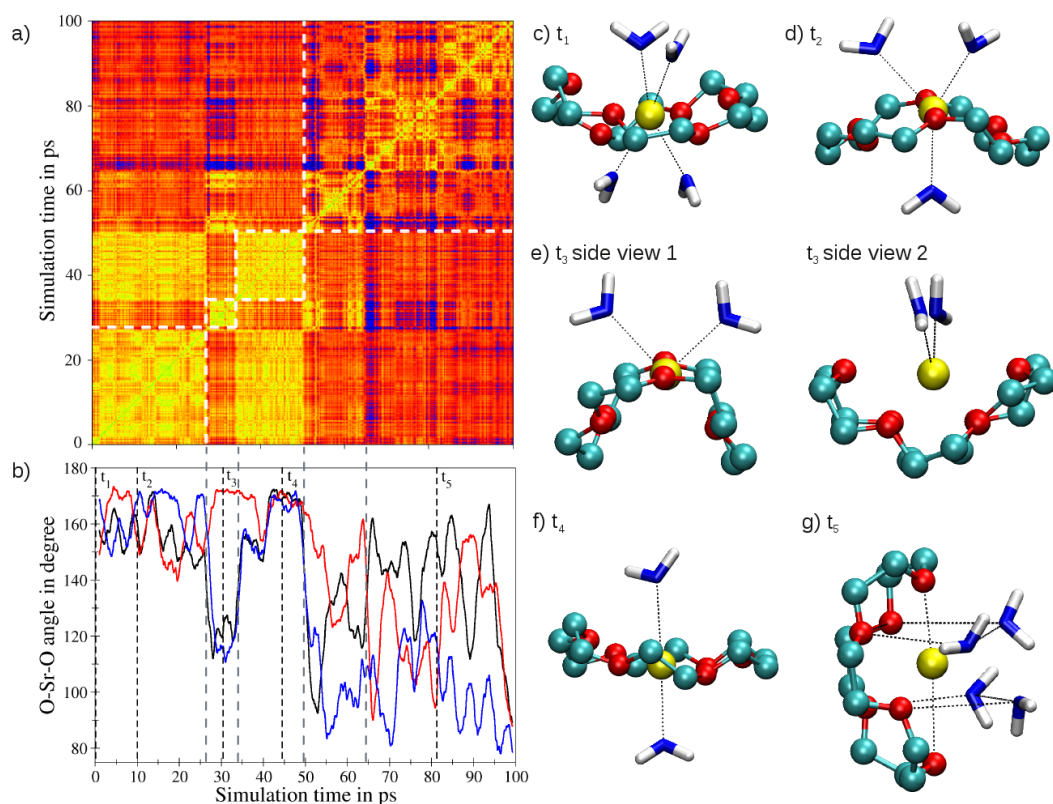 a)
Simulation time in ps
100
80
60
40
20
0
b)
O-Sr-O angle in degree
180
160
140
120
100
80
t1
t2
t3
t4
t5
0 10 20 30 40 50 60 70 80 90 100
Simulation time in ps
c) t1
d) t2
e) t3 side view 1
t3 side view 2
f) t4
g) t5